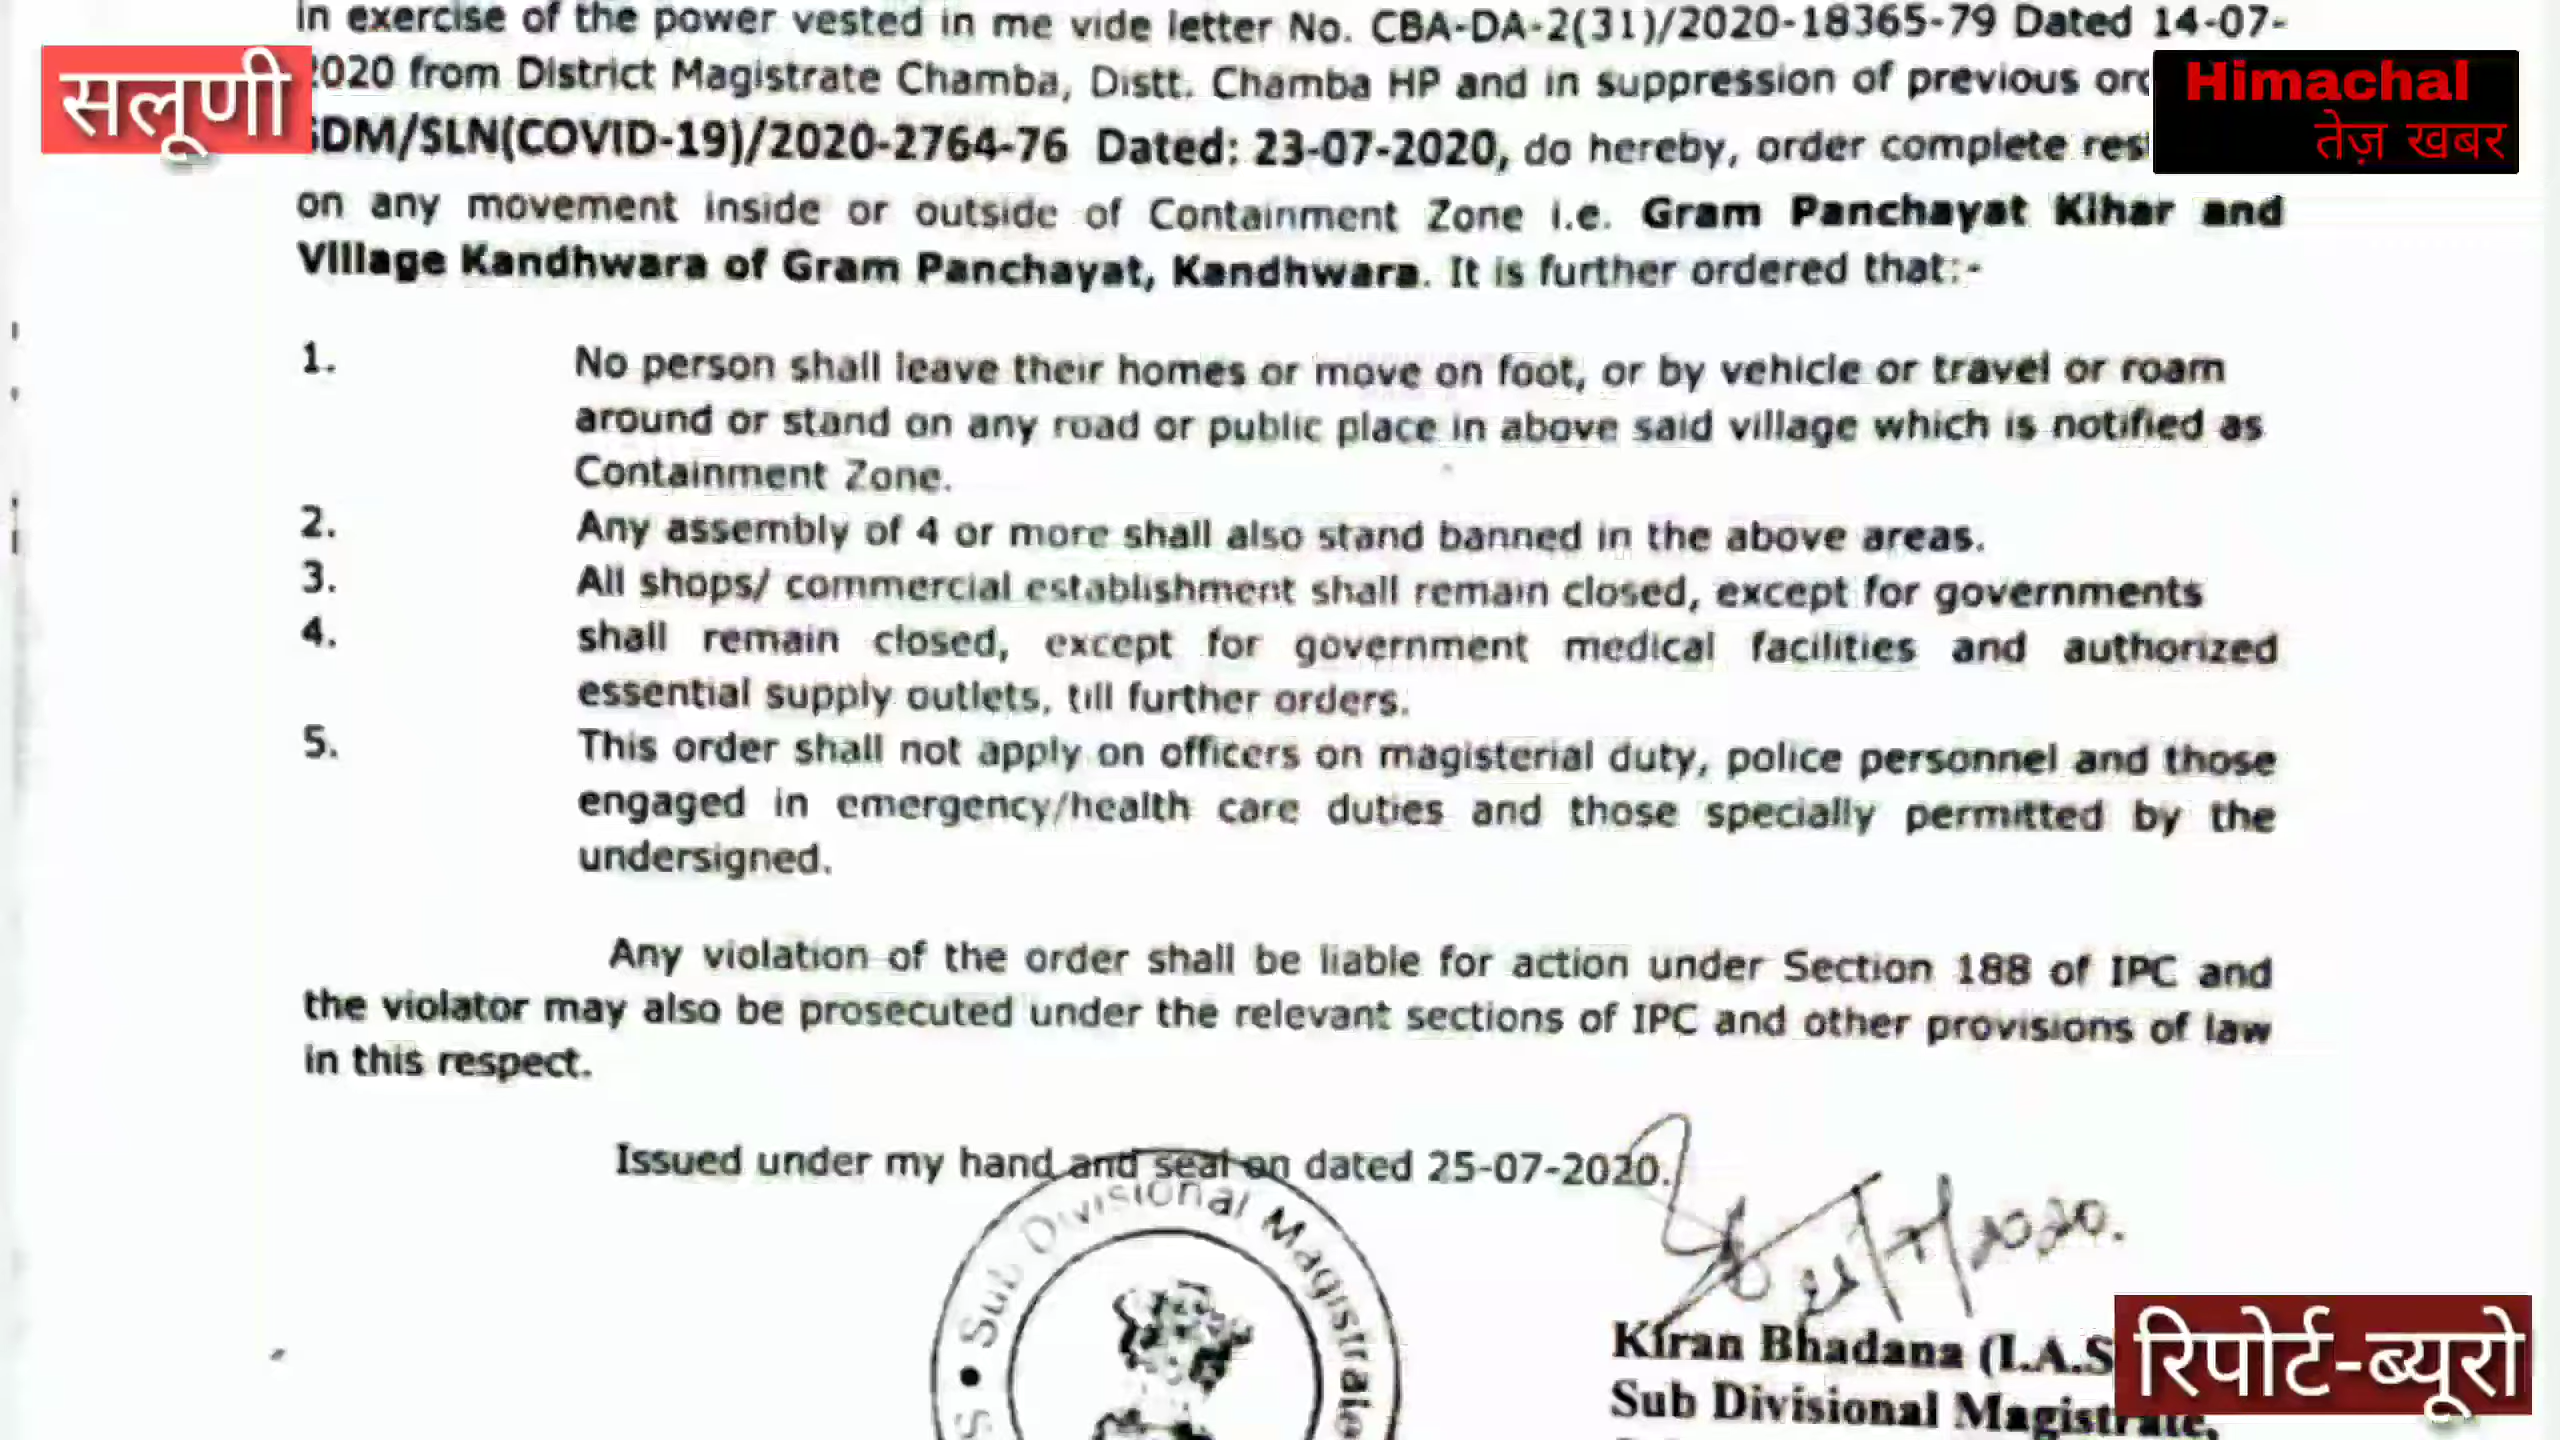 in exercise of the power vested in me vide letter No. CBA-DA-2(31)/2020-18365-79 Dated 14-07-
सलूणी
2020 from District Magistrate Chamba, Distt. Chamba HP and in suppression of previous
Himachal
तेज़ खबर
SDM/SLN(COVID-19)/2020-2764-76 Dated: 23-07-2020, do hereby, order complete
on any movement inside or outside of Containment Zone i.e. Gram Panchayat Kihar and
Village Kandhwara of Gram Panchayat, Kandhwara. It is further ordered that:-
1. No person shall leave their homes or move on foot, or by vehicle or travel or roam
around or stand on any road or public place in above said village which is notified as
Containment Zone.
2. Any assembly of 4 or more shall also stand banned in the above areas.
3. All shops/ commercial establishment shall remain closed, except for governments
4. shall remain closed, except for government medical facilities and authorized
essential supply outlets, till further orders.
5. This order shall not apply on officers on magisterial duty, police personnel and those
engaged in emergency/health care duties and those specially permitted by the
undersigned.
Any violation of the order shall be liable for action under Section 188 of IPC and
the violator may also be prosecuted under the relevant sections of IPC and other provisions of law
in this respect.
Issued under my hand and seal on dated 25-07-2020.
Sub Divisional Magistrate
25/7/2020.
Kiran Bhadana (I.A.S
Sub Divisional Magistrate,
रिपोर्ट-ब्यूरो